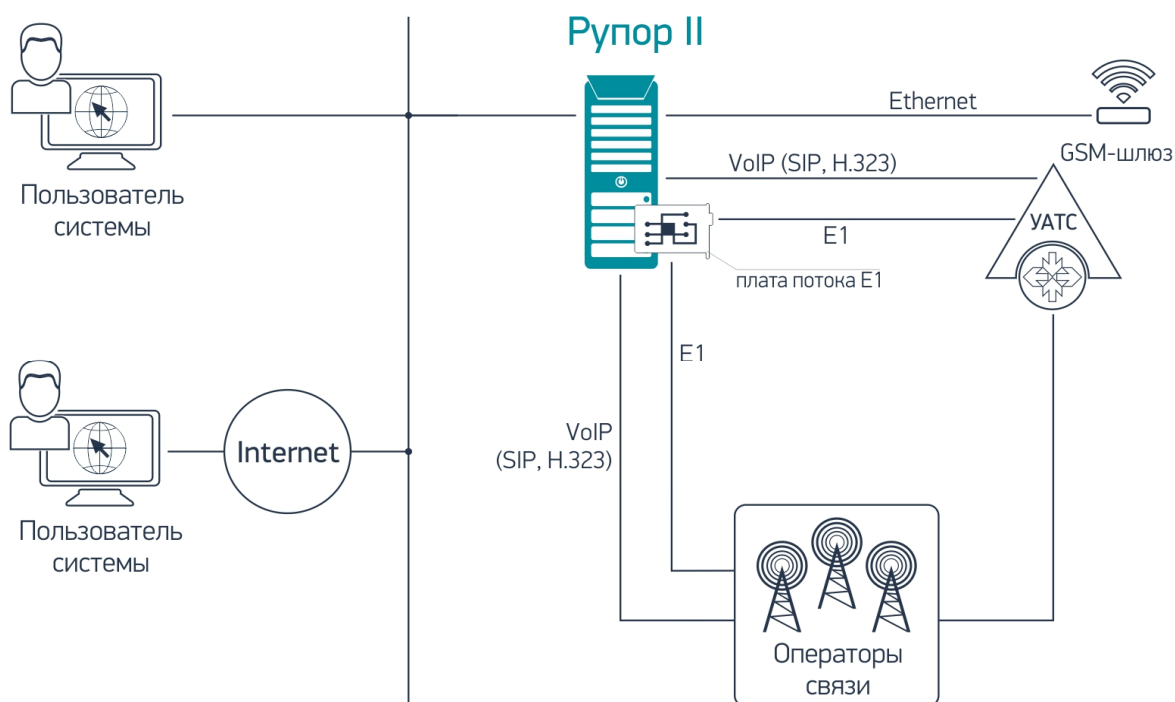 Рупор II
Ethernet
GSM-шлюз
VoIP (SIP, H.323)
УАТС
E1
плата потока E1
Пользователь
системы
E1
Internet
VoIP
(SIP, H.323)
Пользователь
системы
Операторы
связи